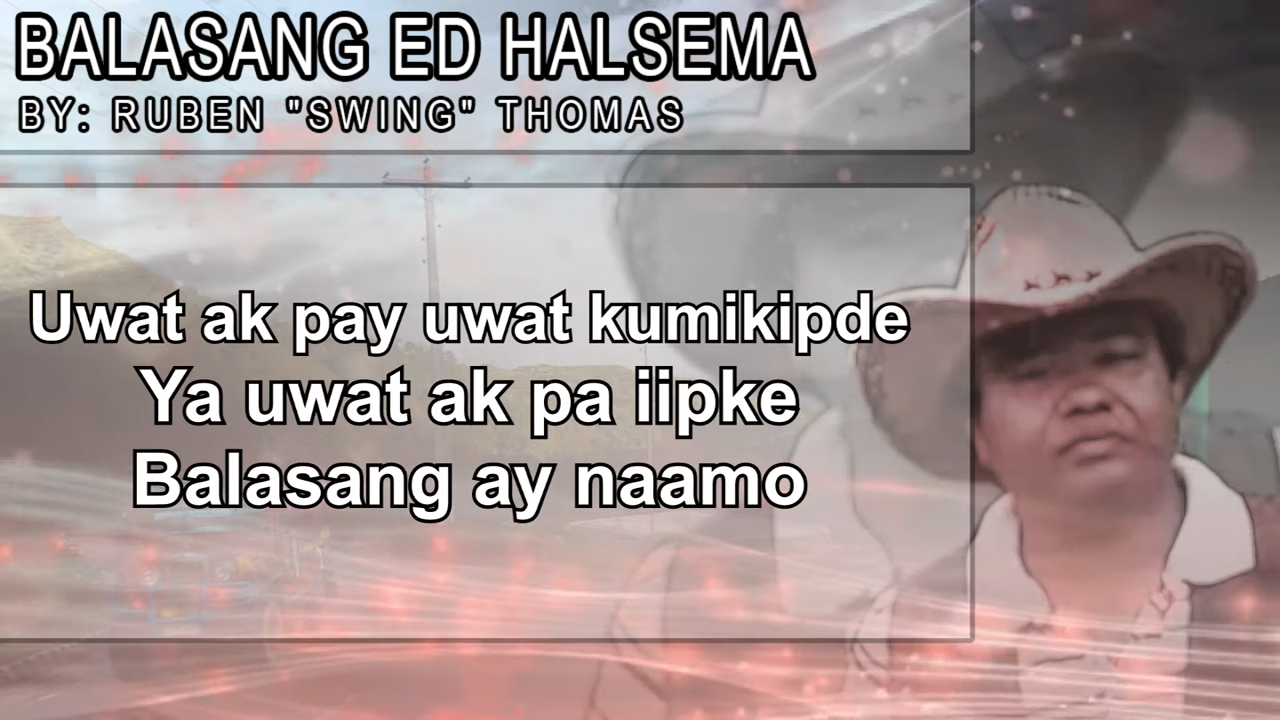 BALASANG ED HALSEMA
BY: RUBEN "SWING" THOMAS
Uwat ak pay uwat kumikipde
Ya uwat ak pa iipke
Balasang ay naamo